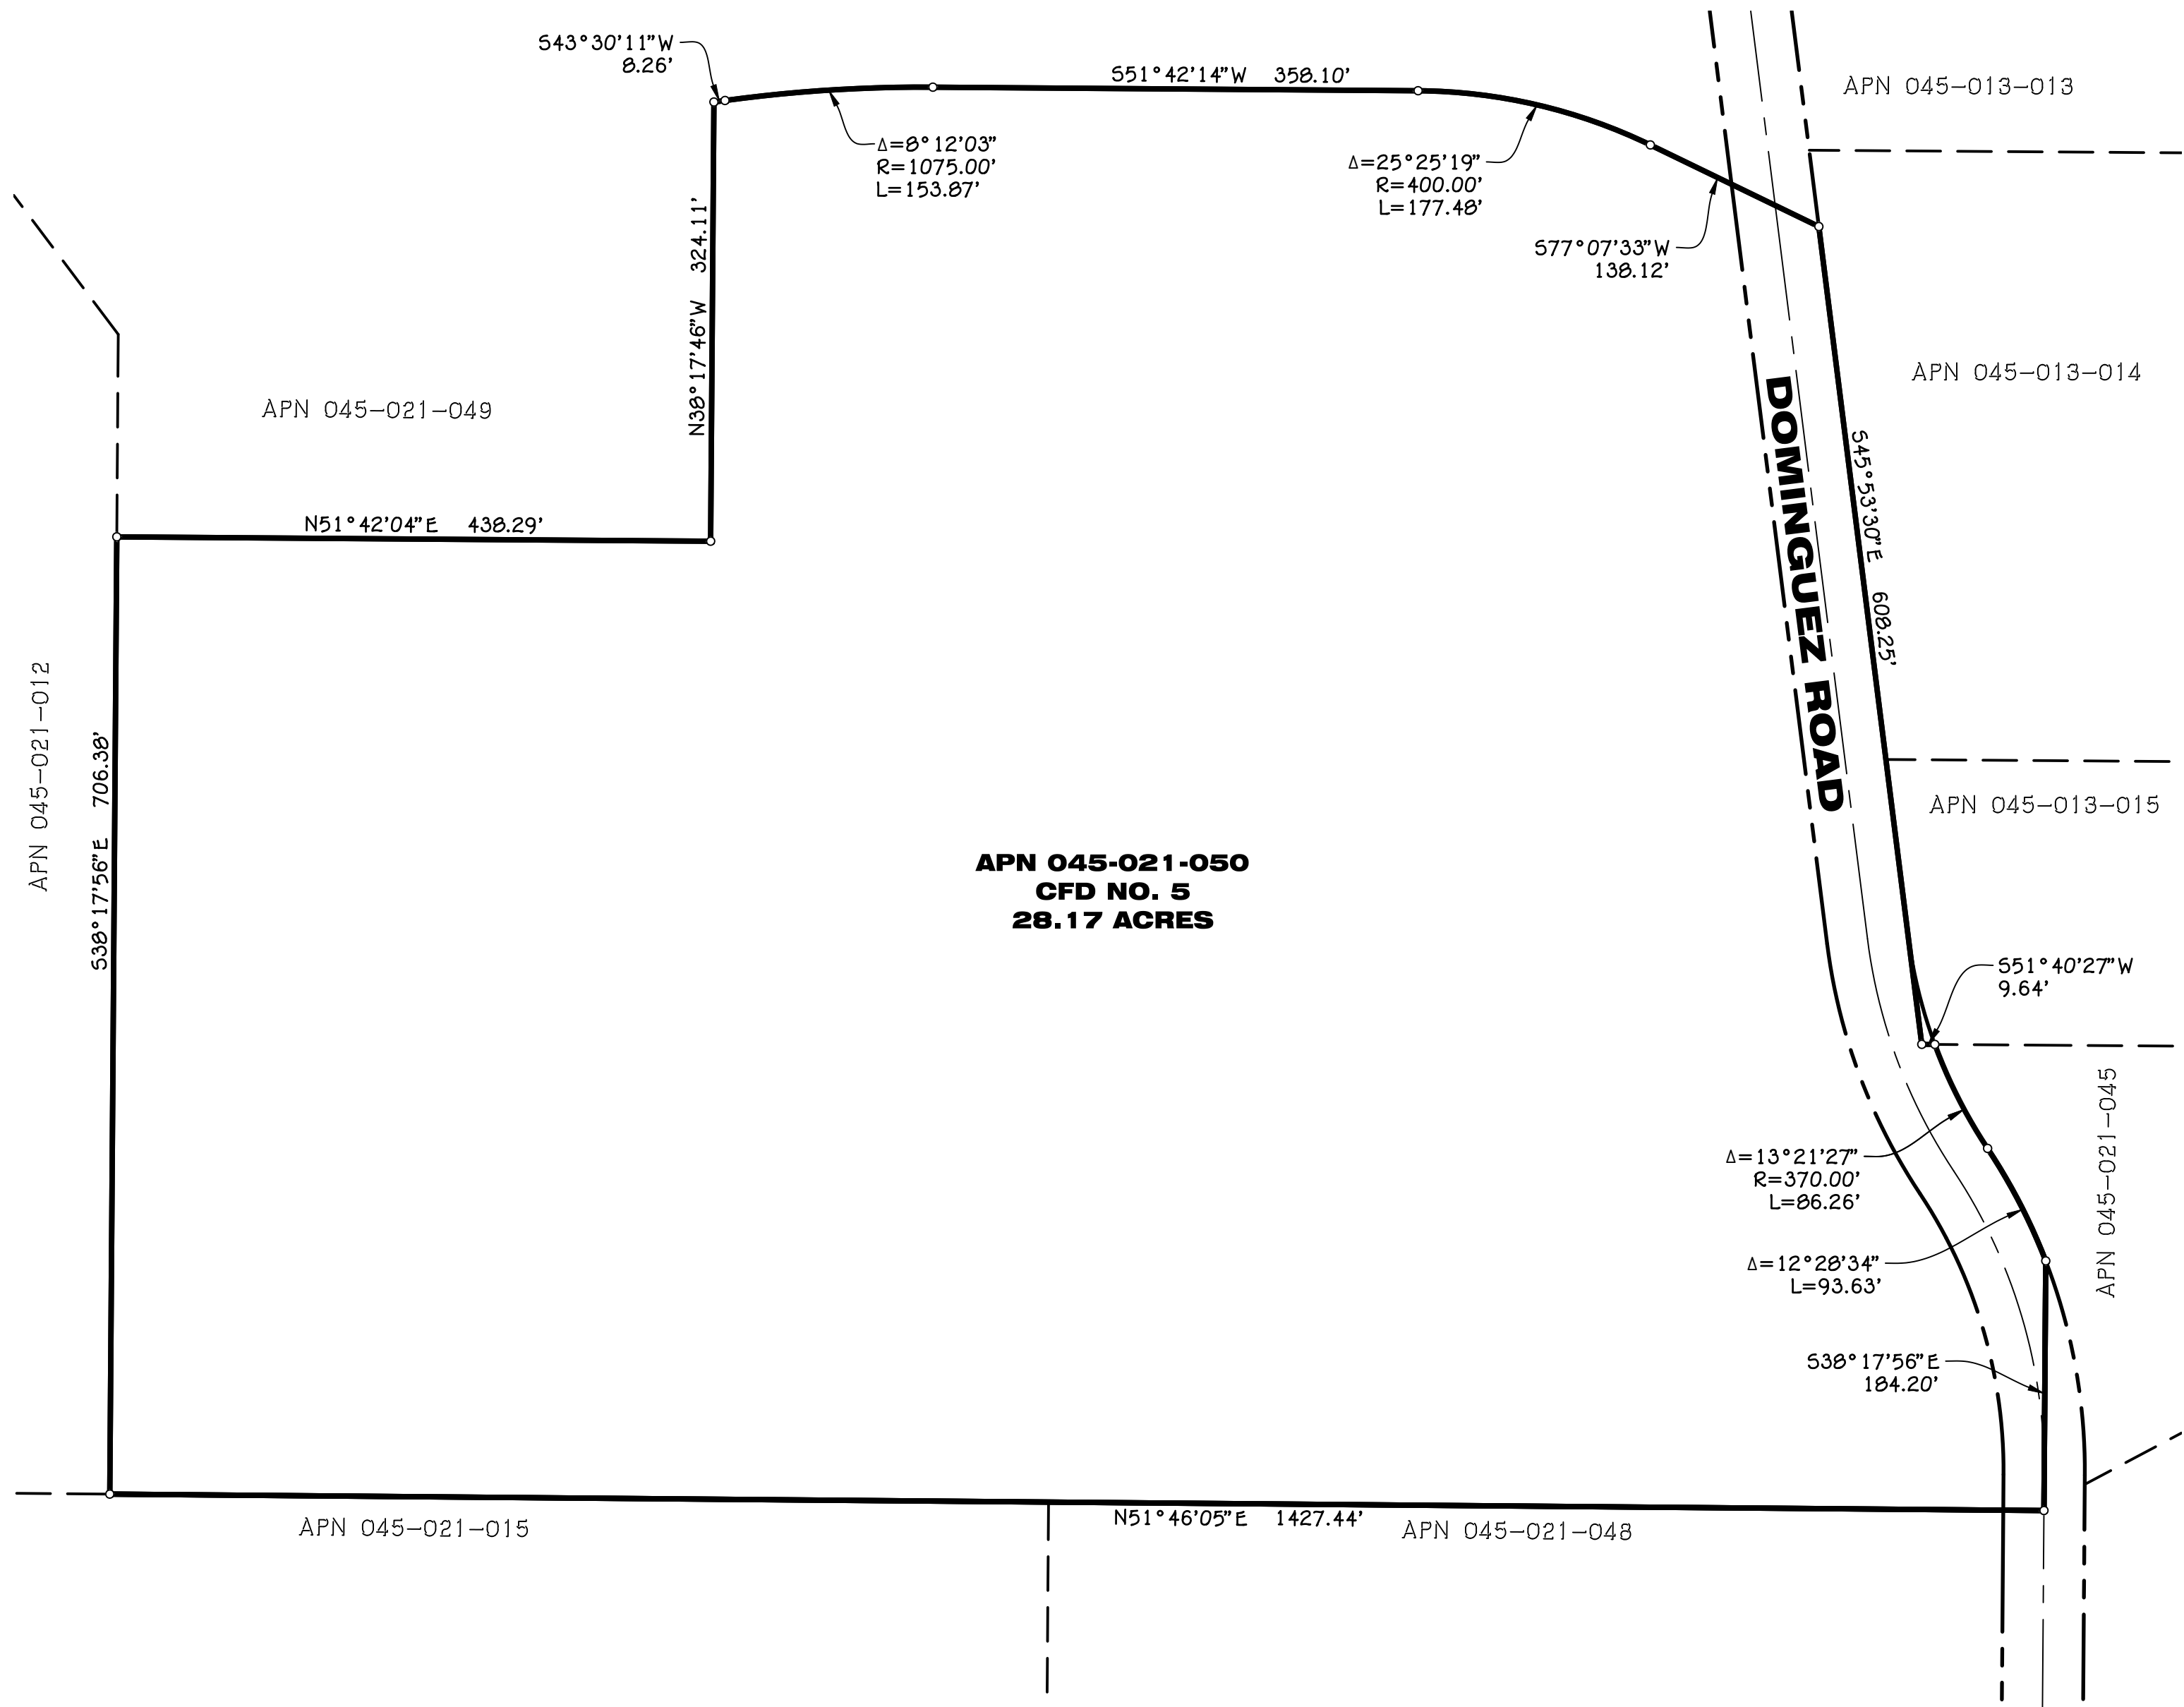 S43°30'11"W
8.26'
S51°42'14"W 358.10'
APN 045-013-013
Δ=8°12'03"
R=1075.00'
L=153.87'
Δ=25°25'19"
R=400.00'
L=177.48'
S77°07'33"W
138.12'
N38°17'46"W 324.11'
APN 045-021-049
APN 045-013-014
DOMINGUEZ ROAD
S45°53'30"E 608.25'
N51°42'04"E 438.29'
APN 045-021-012
S38°17'56"E 706.38'
APN 045-013-015
APN 045-021-050
CFD NO. 5
28.17 ACRES
S51°40'27"W
9.64'
APN 045-021-045
Δ=13°21'27"
R=370.00'
L=86.26'
Δ=12°28'34"
L=93.63'
S38°17'56"E
184.20'
N51°46'05"E 1427.44'
APN 045-021-015
APN 045-021-048